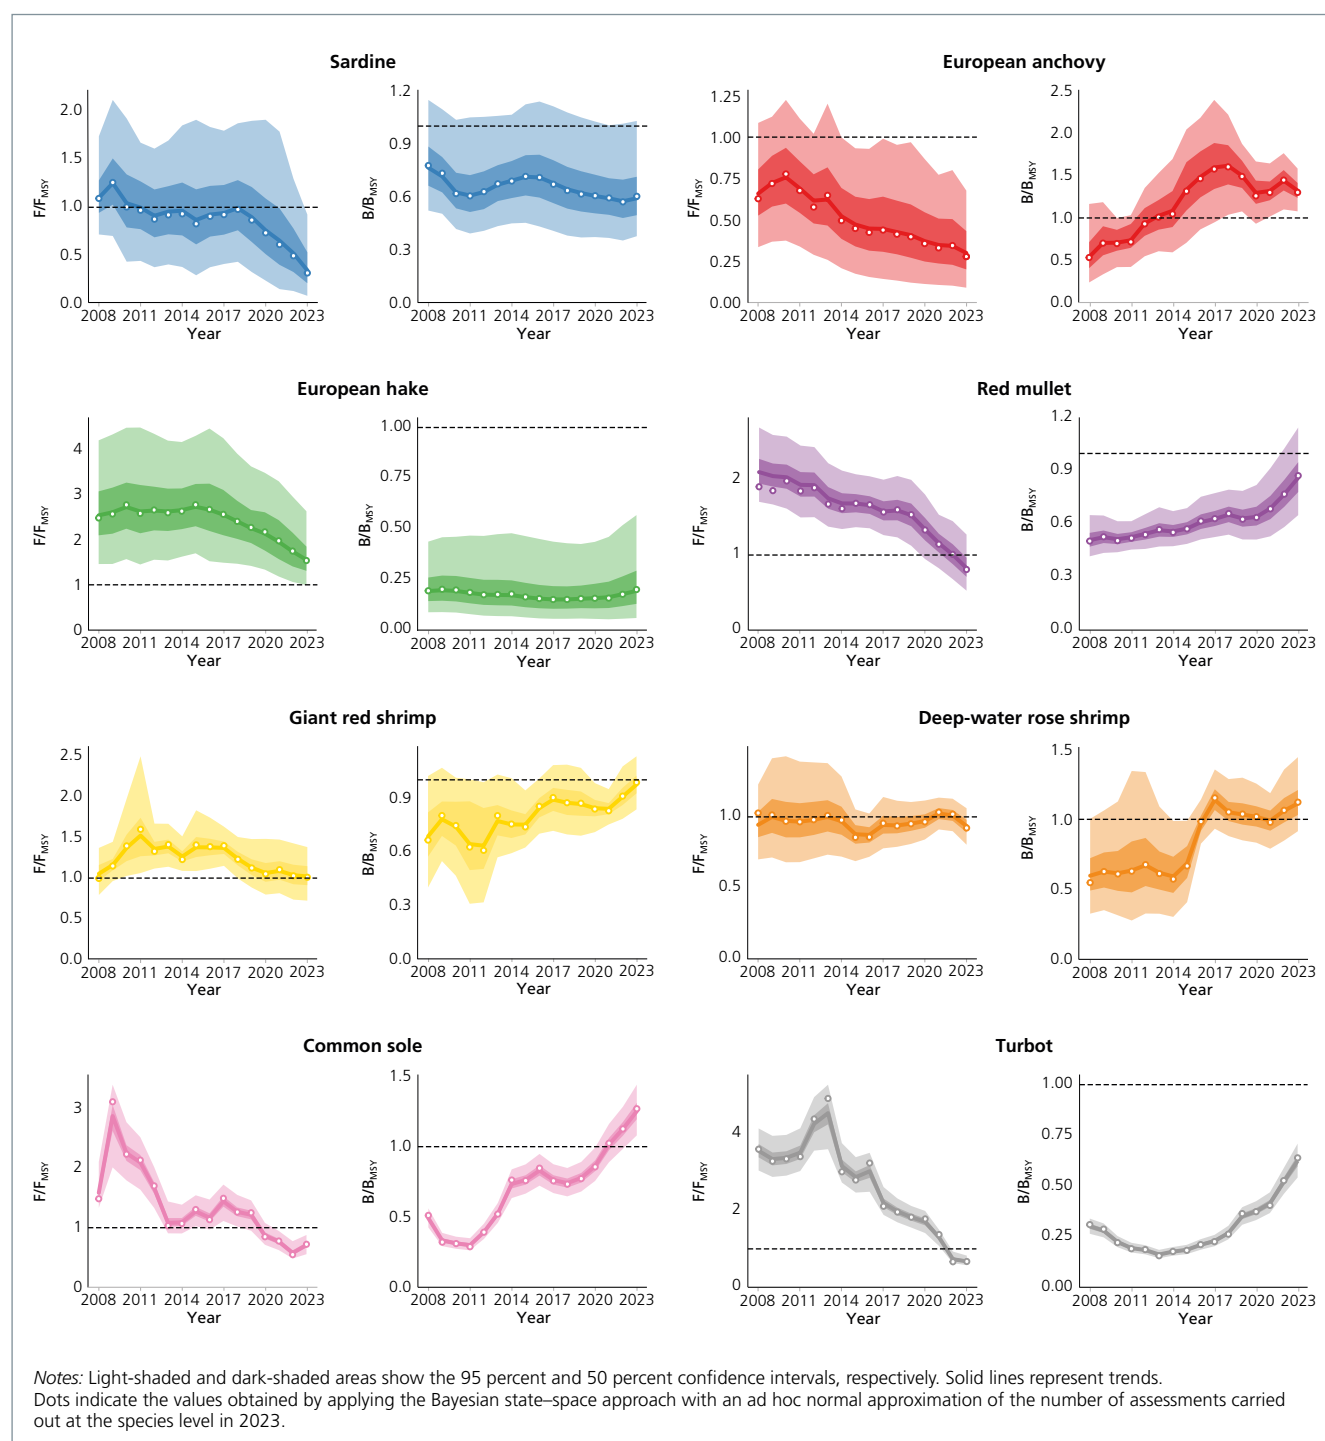 Sardine
European anchovy
F/FMSY
2.0
1.5
1.0
0.5
0.0
2008 2011 2014 2017 2020 2023
Year
B/BMSY
1.2
0.9
0.6
0.3
0.0
2008 2011 2014 2017 2020 2023
Year
F/FMSY
1.25
1.00
0.75
0.50
0.25
0.00
2008 2011 2014 2017 2020 2023
Year
B/BMSY
2.5
2.0
1.5
1.0
0.5
0.0
2008 2011 2014 2017 2020 2023
Year
European hake
Red mullet
F/FMSY
4
3
2
1
0
2008 2011 2014 2017 2020 2023
Year
B/BMSY
1.00
0.75
0.50
0.25
0.00
2008 2011 2014 2017 2020 2023
Year
F/FMSY
2
1
0
2008 2011 2014 2017 2020 2023
Year
B/BMSY
1.2
0.9
0.6
0.3
0.0
2008 2011 2014 2017 2020 2023
Year
Giant red shrimp
Deep-water rose shrimp
F/FMSY
2.5
2.0
1.5
1.0
0.5
0.0
2008 2011 2014 2017 2020 2023
Year
B/BMSY
0.9
0.6
0.3
0.0
2008 2011 2014 2017 2020 2023
Year
F/FMSY
1.0
0.5
0.0
2008 2011 2014 2017 2020 2023
Year
B/BMSY
1.5
1.0
0.5
0.0
2008 2011 2014 2017 2020 2023
Year
Common sole
Turbot
F/FMSY
3
2
1
0
2008 2011 2014 2017 2020 2023
Year
B/BMSY
1.5
1.0
0.5
0.0
2008 2011 2014 2017 2020 2023
Year
F/FMSY
4
2
0
2008 2011 2014 2017 2020 2023
Year
B/BMSY
1.00
0.75
0.50
0.25
0.00
2008 2011 2014 2017 2020 2023
Year
Notes: Light-shaded and dark-shaded areas show the 95 percent and 50 percent confidence intervals, respectively. Solid lines represent trends.
Dots indicate the values obtained by applying the Bayesian state–space approach with an ad hoc normal approximation of the number of assessments carried
out at the species level in 2023.